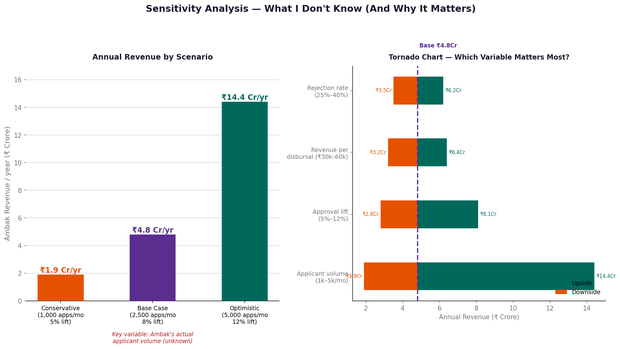 Sensitivity Analysis — What I Don't Know (And Why It Matters)
Annual Revenue by Scenario
Ambak Revenue / year (₹ Crore)
16
14
12
10
8
6
4
2
0
₹1.9 Cr/yr
₹4.8 Cr/yr
₹14.4 Cr/yr
Conservative
(1,000 apps/mo
5% lift)
Base Case
(2,500 apps/mo
8% lift)
Optimistic
(5,000 apps/mo
12% lift)
Key variable: Ambak's actual
applicant volume (unknown)
Base ₹4.8Cr
Tornado Chart — Which Variable Matters Most?
Rejection rate
(25%–40%)
₹3.5Cr
₹6.2Cr
Revenue per
disbursal (₹30k–60k)
₹3.2Cr
₹6.4Cr
Approval lift
(5%–12%)
₹2.8Cr
₹8.1Cr
Applicant volume
(1k–5k/mo)
₹14.4Cr
Upside
Downside
2
4
6
8
10
12
14
Annual Revenue (₹ Crore)